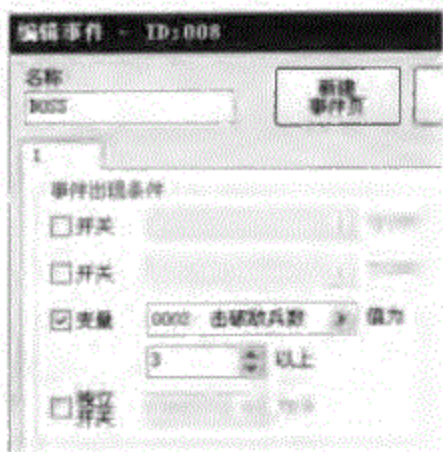 编辑事件 - ID:008
名称
BOSS
新建
事件页
1
事件出现条件
开关
开关
变量 0002 击破敌兵数 值为
3 以上
独立
开关